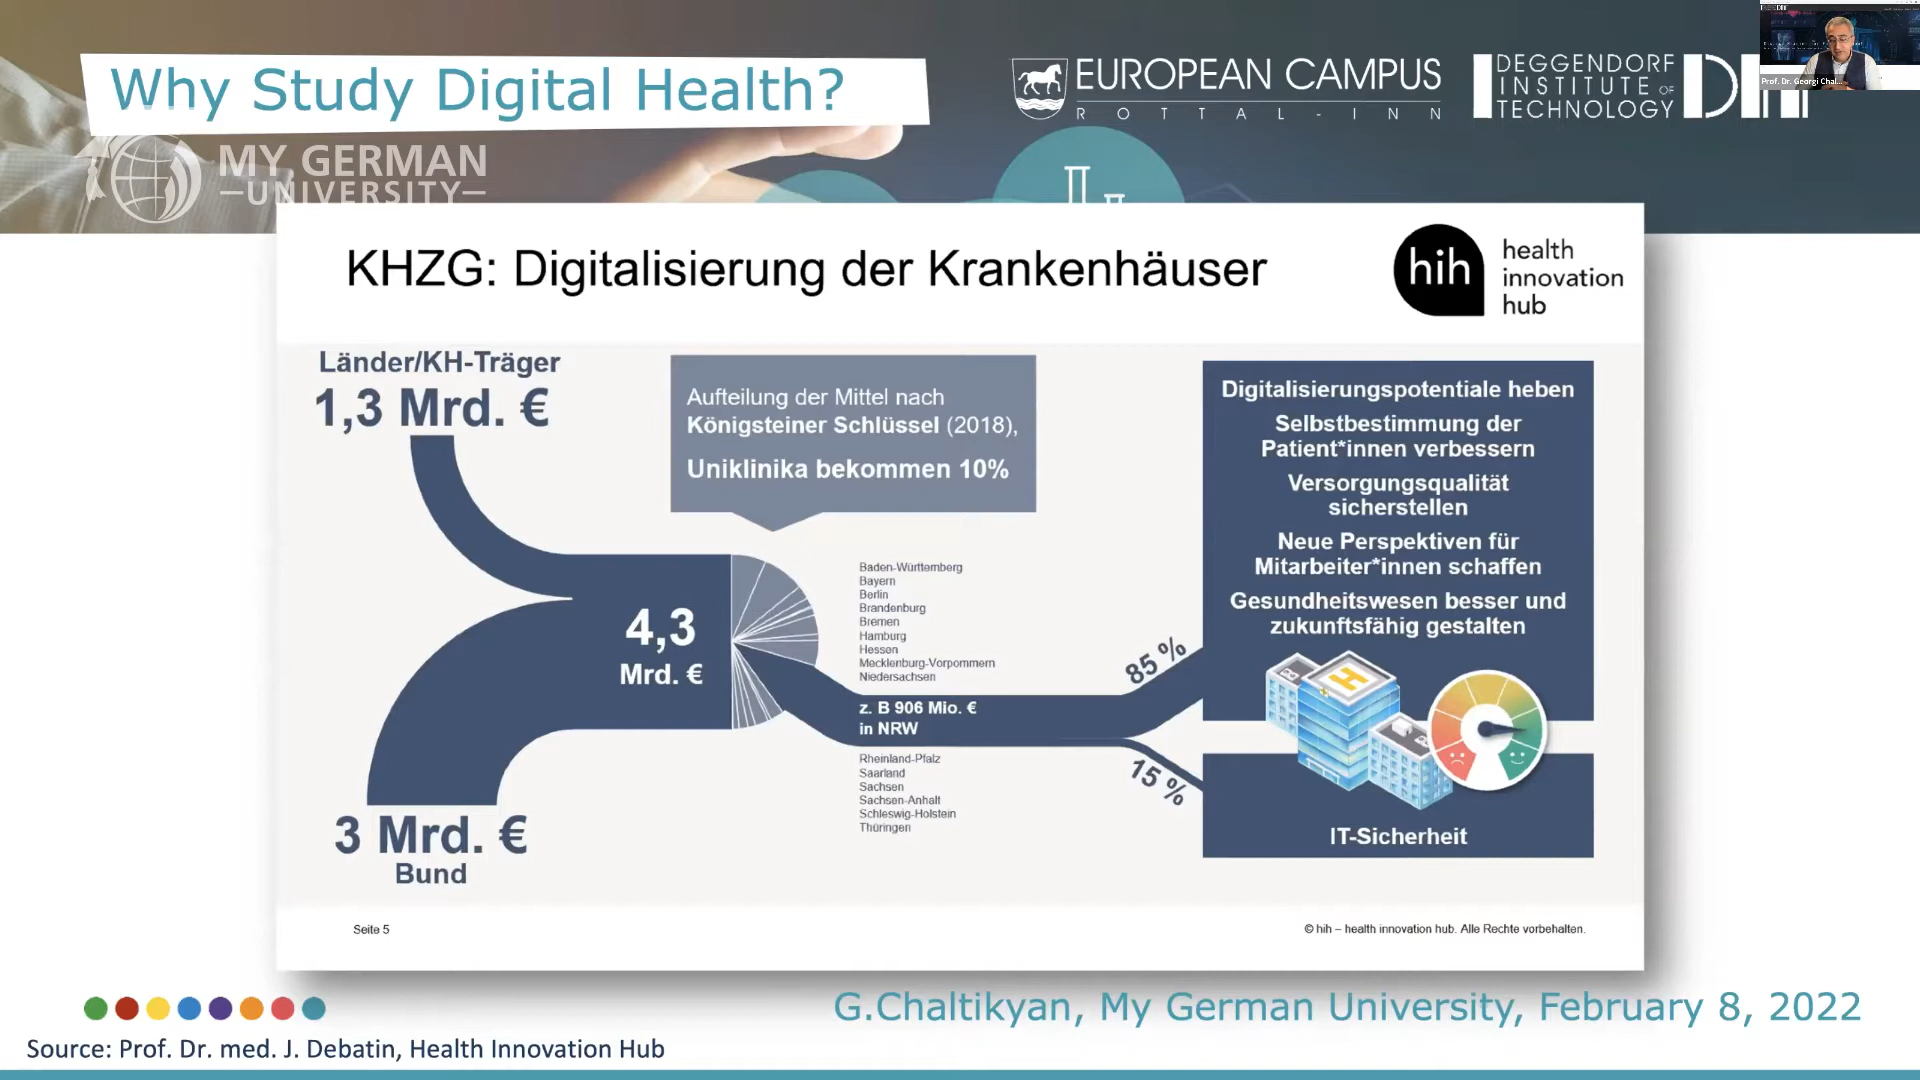 Why Study Digital Health?
EUROPEAN CAMPUS
ROTTAL-INN
DEGGENDORF
INSTITUTE OF
TECHNOLOGY
Prof. Dr. Georgi Chal...
MY GERMAN
UNIVERSITY
KHZG: Digitalisierung der Krankenhäuser
hih
health
innovation
hub
Länder/KH-Träger
1,3 Mrd. €
Aufteilung der Mittel nach
Königsteiner Schlüssel (2018),
Uniklinika bekommen 10%
4,3
Mrd. €
3 Mrd. €
Bund
Baden-Württemberg
Bayern
Berlin
Brandenburg
Bremen
Hamburg
Hessen
Mecklenburg-Vorpommern
Niedersachsen
z. B 906 Mio. €
in NRW
Rheinland-Pfalz
Saarland
Sachsen
Sachsen-Anhalt
Schleswig-Holstein
Thüringen
85 %
15 %
Digitalisierungspotentiale heben
Selbstbestimmung der
Patient*innen verbessern
Versorgungsqualität
sicherstellen
Neue Perspektiven für
Mitarbeiter*innen schaffen
Gesundheitswesen besser und
zukunftsfähig gestalten
H
IT-Sicherheit
Seite 5
© hih – health innovation hub. Alle Rechte vorbehalten.
G.Chaltikyan, My German University, February 8, 2022
Source: Prof. Dr. med. J. Debatin, Health Innovation Hub